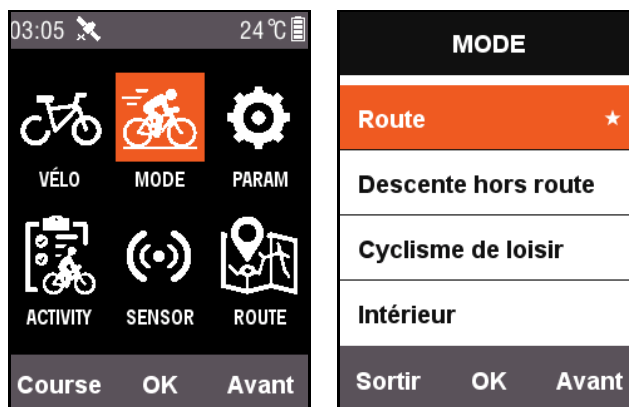 03:05 24℃
VÉLO MODE PARAM
ACTIVITY SENSOR ROUTE
Course OK Avant
MODE
Route
Descente hors route
Cyclisme de loisir
Intérieur
Sortir OK Avant